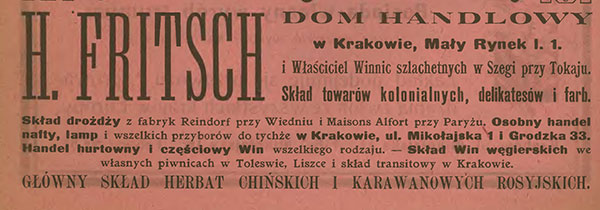 H. FRITSCH
DOM HANDLOWY
w Krakowie, Mały Rynek l. 1.
i Właściciel Winnic szlachetnych w Szegi przy Tokaju.
Skład towarów kolonialnych, delikatesów i farb.
Skład drożdży z fabryk Reindorf przy Wiedniu i Maisons Alfort przy Paryżu. Osobny handel
nafty, lamp i wszelkich przyborów do tychże w Krakowie, ul. Mikołajska 1 i Grodzka 33.
Handel hurtowny i częściowy Win wszelkiego rodzaju. — Skład Win węgierskich we
własnych piwnicach w Toleswie, Liszce i skład transitowy w Krakowie.
GŁÓWNY SKŁAD HERBAT CHIŃSKICH I KARAWANOWYCH ROSYJSKICH.